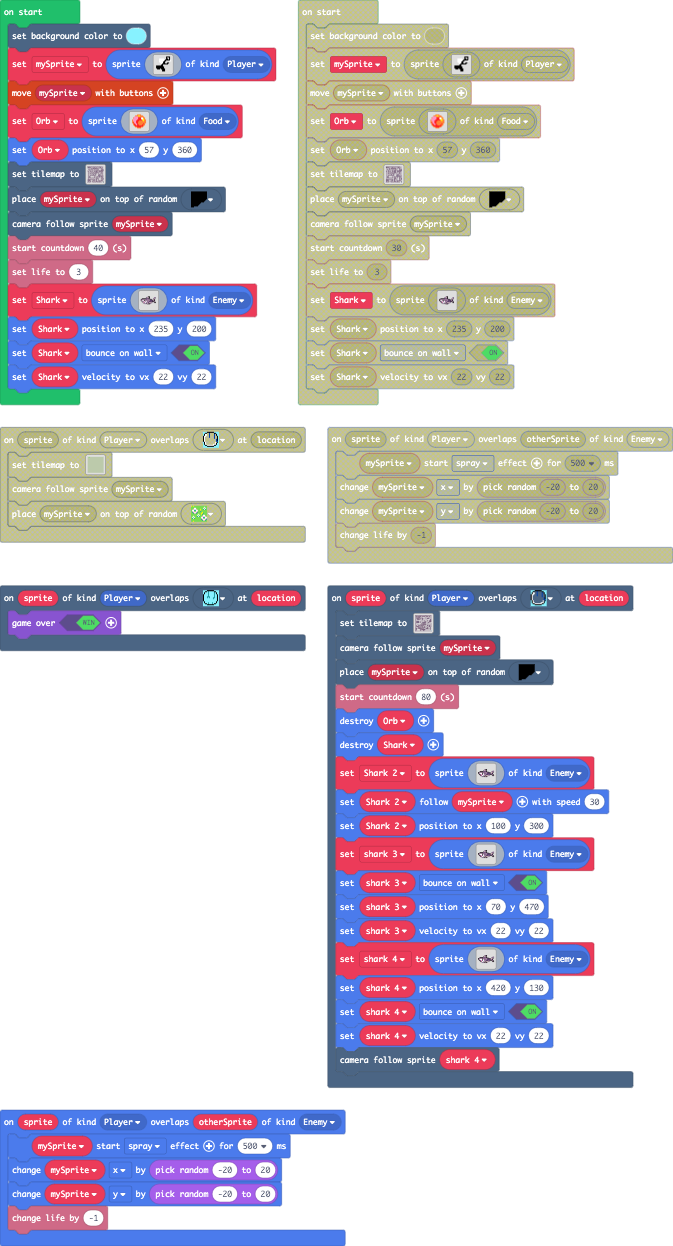 on start
set background color to
set mySprite to sprite of kind Player
move mySprite with buttons
set Orb to sprite of kind Food
set Orb position to x 57 y 360
set tilemap to
place mySprite on top of random
camera follow sprite mySprite
start countdown 40 (s)
set life to 3
set Shark to sprite of kind Enemy
set Shark position to x 235 y 200
set Shark bounce on wall ON
set Shark velocity to vx 22 vy 22
on start
set background color to
set mySprite to sprite of kind Player
move mySprite with buttons
set Orb to sprite of kind Food
set Orb position to x 57 y 360
set tilemap to
place mySprite on top of random
camera follow sprite mySprite
start countdown 30 (s)
set life to 3
set Shark to sprite of kind Enemy
set Shark position to x 235 y 200
set Shark bounce on wall ON
set Shark velocity to vx 22 vy 22
on sprite of kind Player overlaps at location
set tilemap to
camera follow sprite mySprite
place mySprite on top of random
on sprite of kind Player overlaps otherSprite of kind Enemy
mySprite start spray effect for 500 ms
change mySprite x by pick random -20 to 20
change mySprite y by pick random -20 to 20
change life by -1
on sprite of kind Player overlaps at location
game over WIN
on sprite of kind Player overlaps at location
set tilemap to
camera follow sprite mySprite
place mySprite on top of random
start countdown 80 (s)
destroy Orb
destroy Shark
set Shark 2 to sprite of kind Enemy
set Shark 2 follow mySprite with speed 30
set Shark 2 position to x 100 y 300
set shark 3 to sprite of kind Enemy
set shark 3 bounce on wall ON
set shark 3 position to x 70 y 470
set shark 3 velocity to vx 22 vy 22
set shark 4 to sprite of kind Enemy
set shark 4 position to x 420 y 130
set shark 4 bounce on wall ON
set shark 4 velocity to vx 22 vy 22
camera follow sprite shark 4
on sprite of kind Player overlaps otherSprite of kind Enemy
mySprite start spray effect for 500 ms
change mySprite x by pick random -20 to 20
change mySprite y by pick random -20 to 20
change life by -1